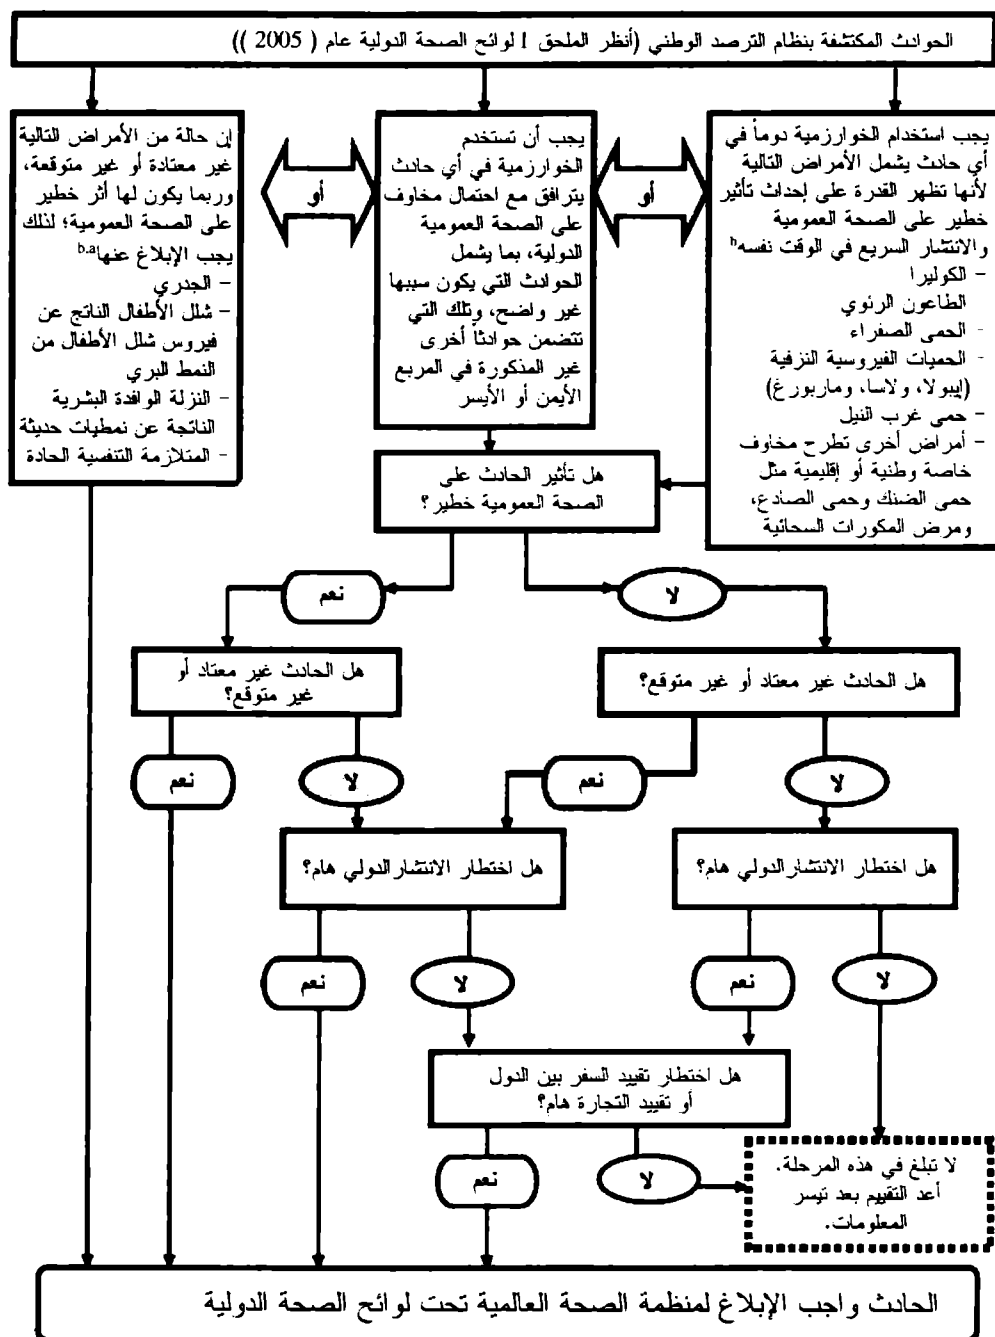 الحوادث المكتشفة بنظام الترصد الوطني (أنظر الملحق 1 لوائح الصحة الدولية عام ( 2005 ))
يجب استخدام الخوارزمية دوماً في
أي حادث يشمل الأمراض التالية
لأنها تظهر القدرة على إحداث تأثير
خطير على الصحة العمومية
والانتشار السريع في الوقت نفسهb
- الكوليرا
الطاعون الرئوي
- الحمى الصفراء
- الحميات الفيروسية النزفية
(إيبولا، ولاسا، وماربورغ)
- حمى غرب النيل
- أمراض أخرى تطرح مخاوف
خاصة وطنية أو إقليمية مثل
حمى الضنك وحمى الصادع،
ومرض المكورات السحائية
أو
يجب أن تستخدم
الخوارزمية في أي حادث
يترافق مع احتمال مخاوف
على الصحة العمومية
الدولية، بما يشمل
الحوادث التي يكون سببها
غير واضح، وتلك التي
تتضمن حوادثاً أخرى
غير المذكورة في المربع
الأيمن أو الأيسر
أو
إن حالة من الأمراض التالية
غير معتادة أو غير متوقعة،
وربما يكون لها أثر خطير
على الصحة العمومية؛ لذلك
يجب الإبلاغ عنهاb,a
- الجدري
- شلل الأطفال الناتج عن
فيروس شلل الأطفال من
النمط البري
- النزلة الوافدة البشرية
الناتجة عن نمطيات حديثة
- المتلازمة التنفسية الحادة
هل تأثير الحادث على
الصحة العمومية خطير؟
لا
نعم
هل الحادث غير معتاد أو غير متوقع؟
هل الحادث غير معتاد أو
غير متوقع؟
لا
نعم
لا
نعم
هل اختطار الانتشار الدولي هام؟
هل اختطار الانتشار الدولي هام؟
لا
نعم
لا
نعم
هل اختطار تقييد السفر بين الدول
أو تقييد التجارة هام؟
لا
نعم
لا تبلغ في هذه المرحلة.
أعد التقييم بعد تيسر
المعلومات.
الحادث واجب الإبلاغ لمنظمة الصحة العالمية تحت لوائح الصحة الدولية